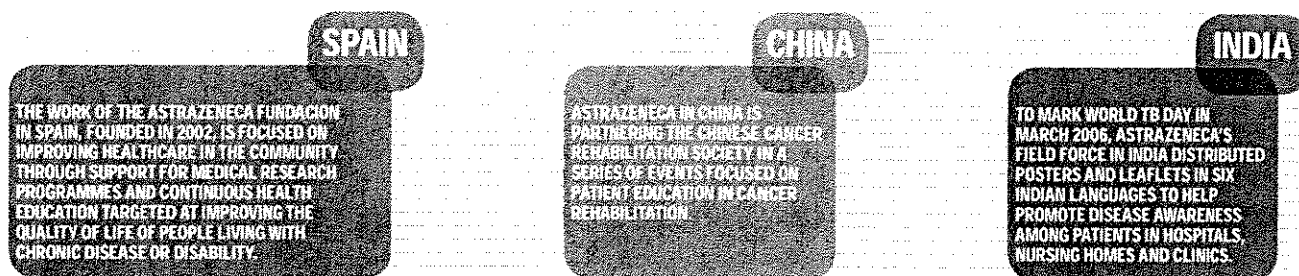 SPAIN
THE WORK OF THE ASTRAZENECA FUNDACION
IN SPAIN, FOUNDED IN 2002, IS FOCUSED ON
IMPROVING HEALTHCARE IN THE COMMUNITY
THROUGH SUPPORT FOR MEDICAL RESEARCH
PROGRAMMES AND CONTINUOUS HEALTH
EDUCATION TARGETED AT IMPROVING THE
QUALITY OF LIFE OF PEOPLE LIVING WITH
CHRONIC DISEASE OR DISABILITY.
CHINA
ASTRAZENECA IN CHINA IS
PARTNERING THE CHINESE CANCER
REHABILITATION SOCIETY IN A
SERIES OF EVENTS FOCUSED ON
PATIENT EDUCATION IN CANCER
REHABILITATION.
INDIA
TO MARK WORLD TB DAY IN
MARCH 2006, ASTRAZENECA'S
FIELD FORCE IN INDIA DISTRIBUTED
POSTERS AND LEAFLETS IN SIX
INDIAN LANGUAGES TO HELP
PROMOTE DISEASE AWARENESS
AMONG PATIENTS IN HOSPITALS,
NURSING HOMES AND CLINICS.